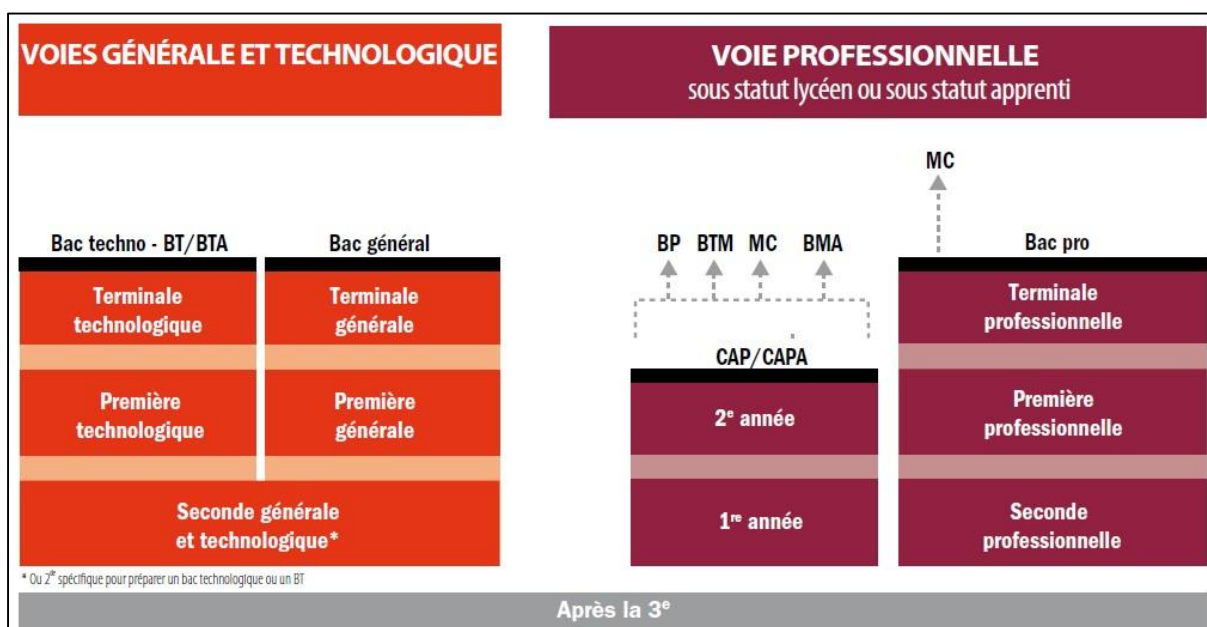 VOIES GÉNÉRALE ET TECHNOLOGIQUE
VOIE PROFESSIONNELLE
sous statut lycéen ou sous statut apprenti
MC
Bac techno - BT/BTA
Bac général
BP
BTM
MC
BMA
Bac pro
Terminale
technologique
Terminale
générale
Terminale
professionnelle
CAP/CAPA
Première
technologique
Première
générale
2e année
Première
professionnelle
Seconde générale
et technologique*
1re année
Seconde
professionnelle
* Ou 2de spécifique pour préparer un bac technologique ou un BT
Après la 3e